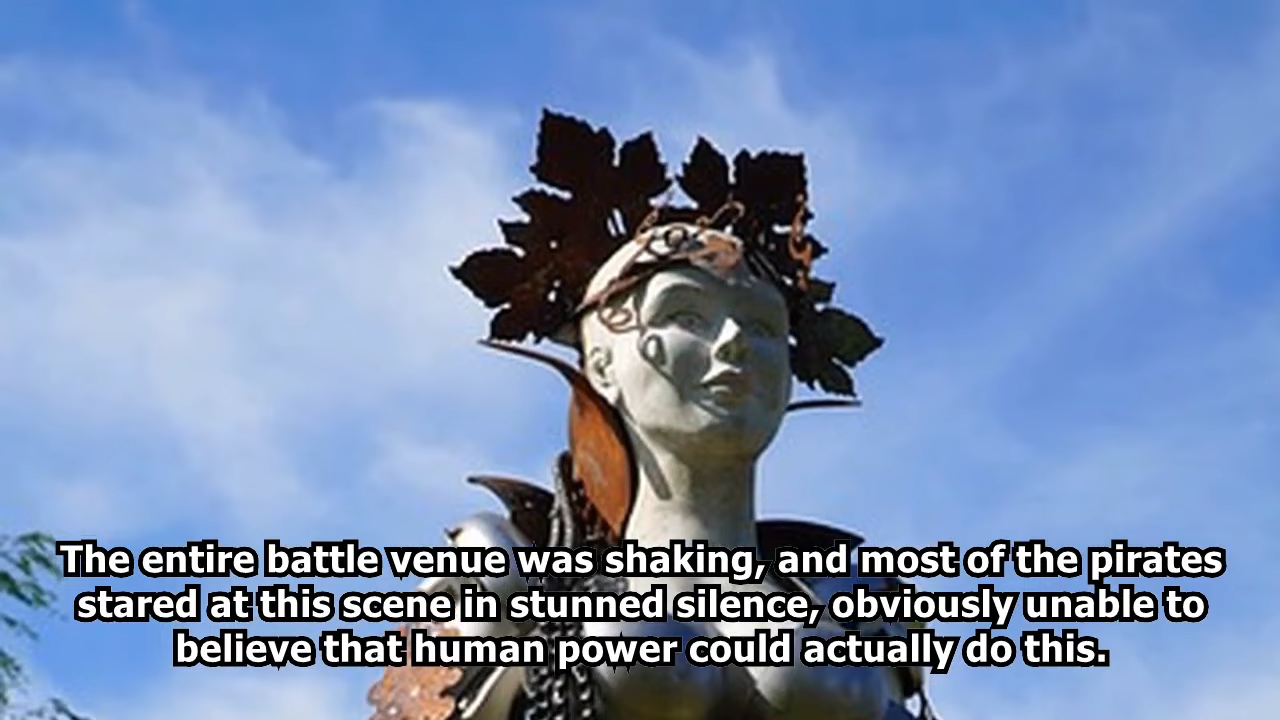 The entire battle venue was shaking, and most of the pirates
stared at this scene in stunned silence, obviously unable to
believe that human power could actually do this.